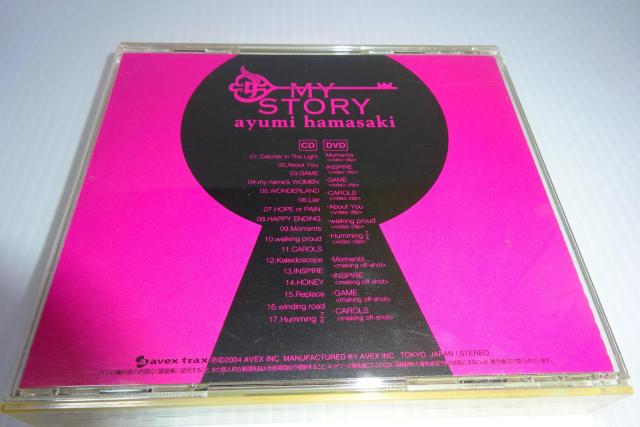 MY
STORY
ayumi hamasaki
CD DVD
01.Catcher In The Light
02.About You
03.GAME
04.my name's WOMEN
05.WONDERLAND
06.Liar
07.HOPE or PAIN
08.HAPPY ENDING
09.Moments
10.walking proud
11.CAROLS
12.Kaleidoscope
13.INSPIRE
14.HONEY
15.Replace
16.winding road
17.Humming 7/4
·Moments
<video clip>
·INSPIRE
<video clip>
·GAME
<video clip>
·CAROLS
<video clip>
·About You
<video clip>
·walking proud
<video clip>
·Humming 7/4
<video clip>
·Moments
<making off-shot>
·INSPIRE
<making off-shot>
·GAME
<making off-shot>
·CAROLS
<making off-shot>
avex trax ℗©2004 AVEX INC. MANUFACTURED BY AVEX INC. TOKYO, JAPAN / STEREO